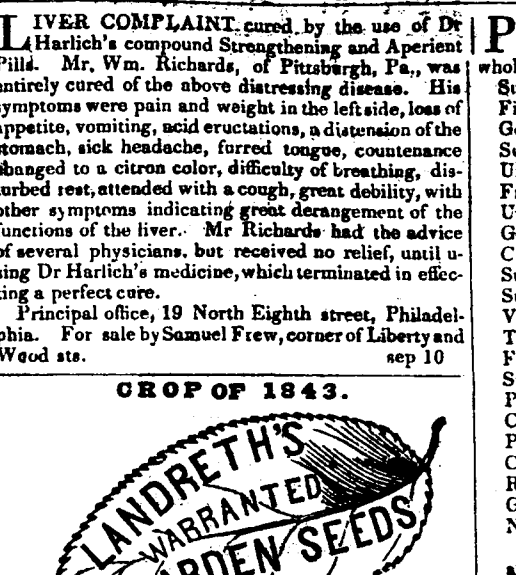 LIVER COMPLAINT cured by the use of Dr
Harlich's compound Strengthening and Aperient
Pills. Mr. Wm. Richards, of Pittsburgh, Pa., was
entirely cured of the above distressing disease. His
symptoms were pain and weight in the left side, loss of
appetite, vomiting, acid eructations, a distension of the
stomach, sick headache, furred tongue, countenance
changed to a citron color, difficulty of breathing, dis-
turbed rest, attended with a cough, great debility, with
other symptoms indicating great derangement of the
functions of the liver. Mr Richards had the advice
of several physicians, but received no relief, until u-
sing Dr Harlich's medicine, which terminated in effec-
ting a perfect cure.
Principal office, 19 North Eighth street, Philadel-
phia. For sale by Samuel Frew, corner of Liberty and
Wood sts. sep 10
CROP OF 1843.
LANDRETH'S
WARRANTED
GARDEN SEEDS
P
whol